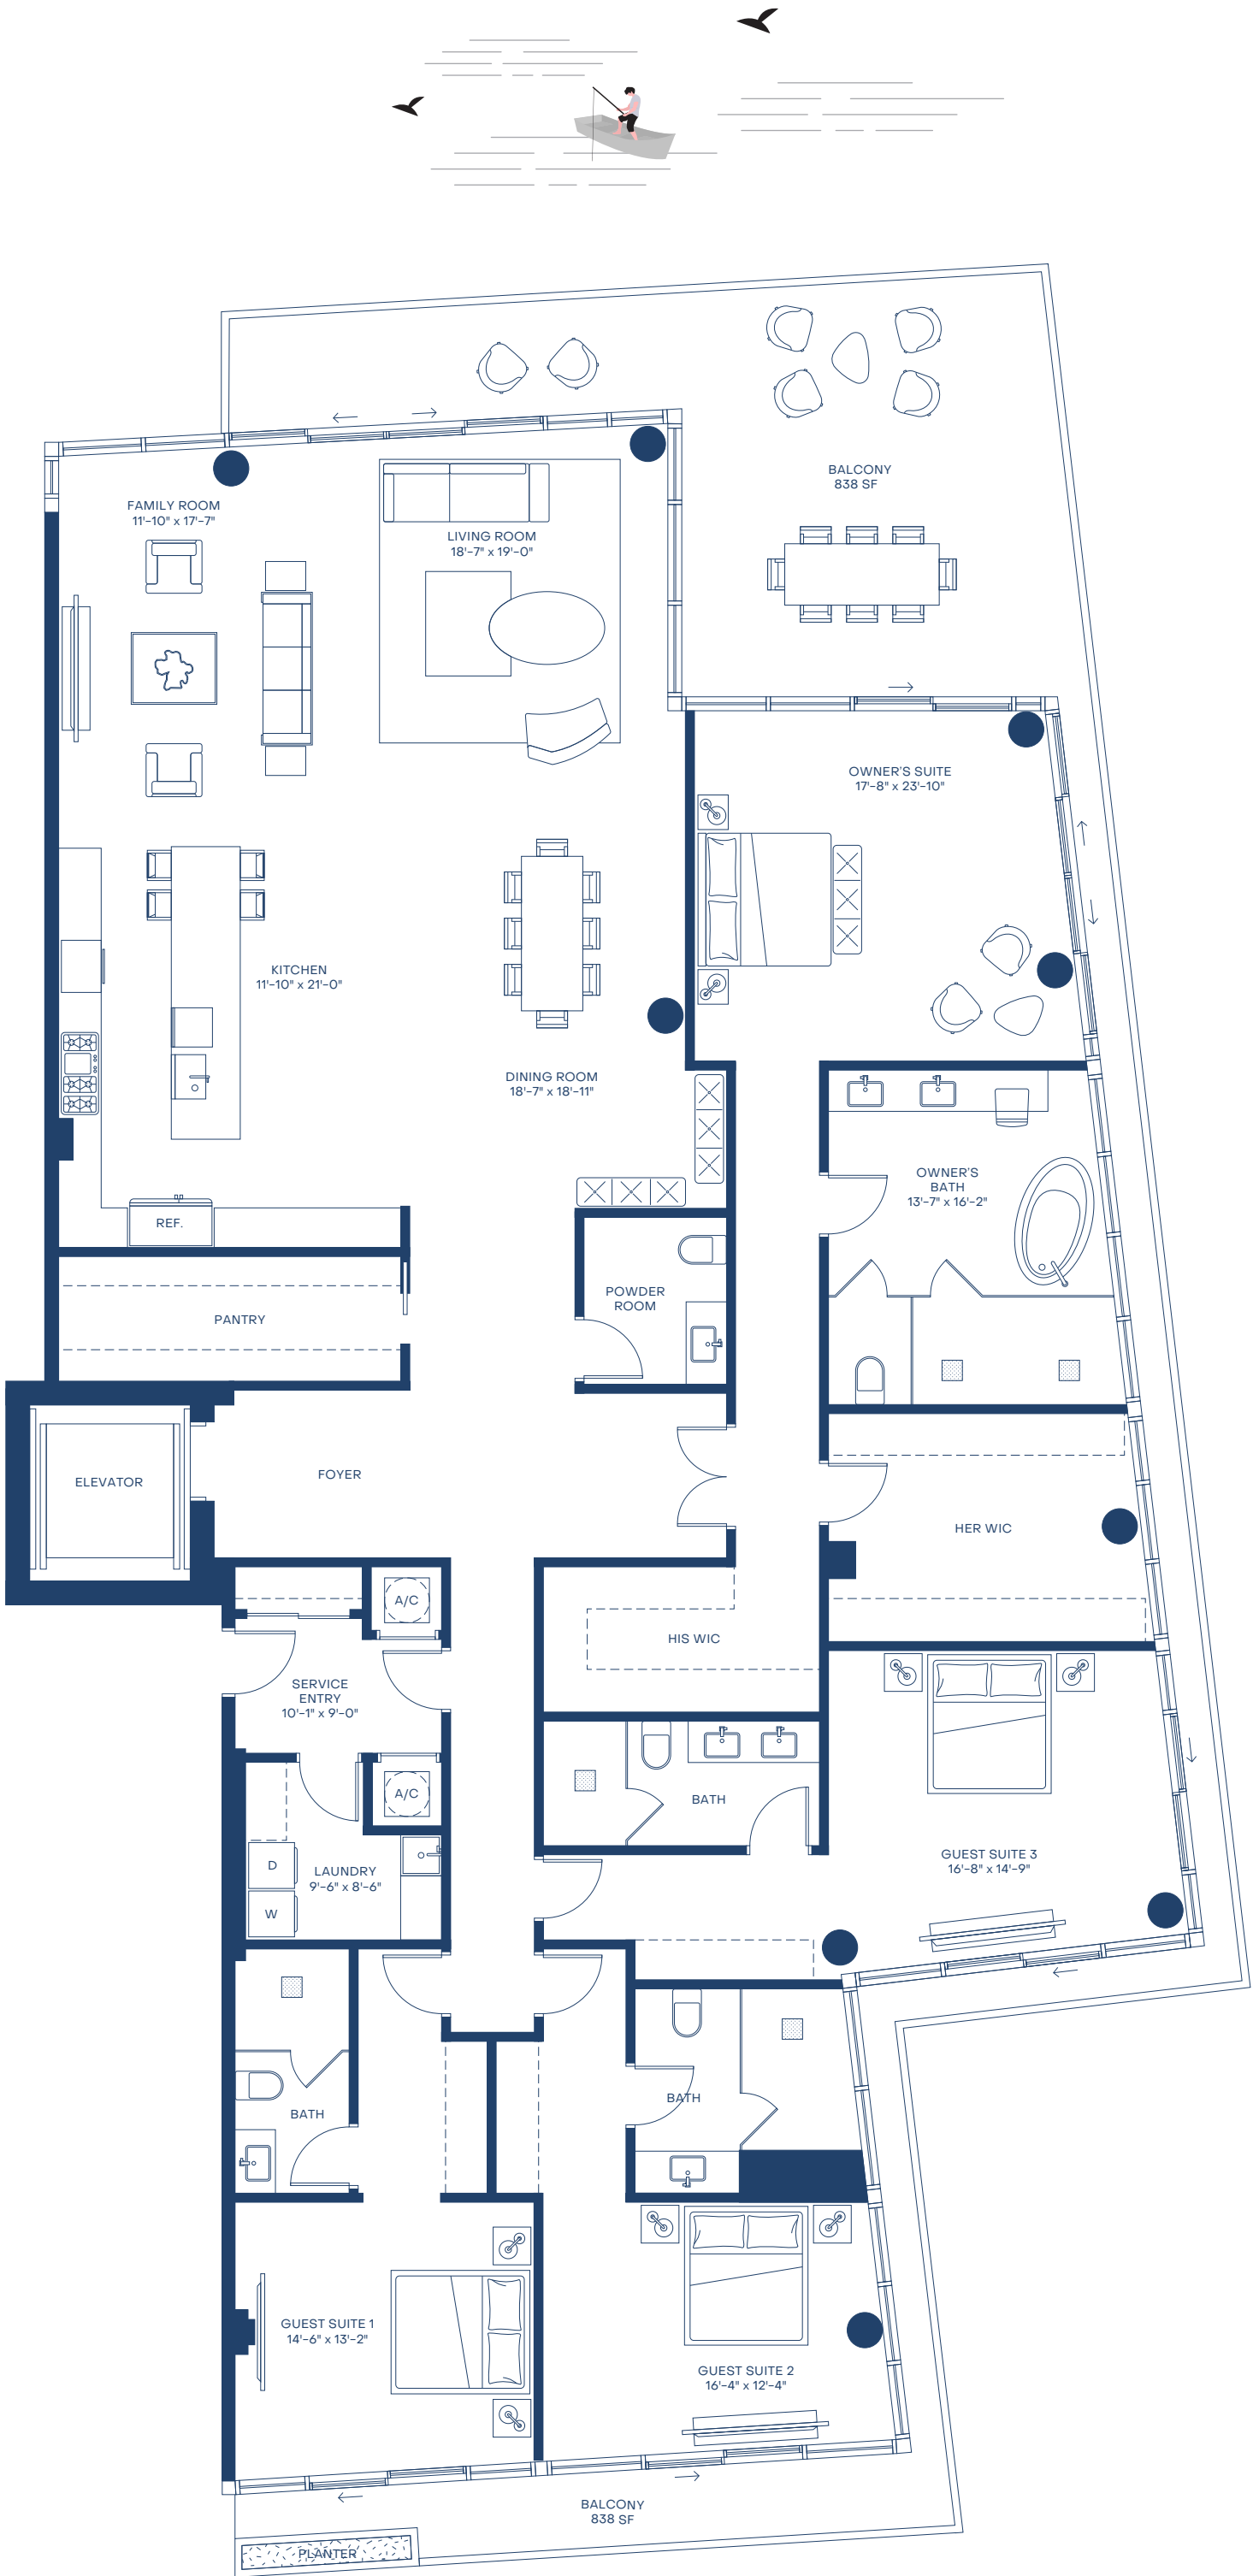 BALCONY
838 SF
FAMILY ROOM
11'-10" x 17'-7"
LIVING ROOM
18'-7" x 19'-0"
OWNER'S SUITE
17'-8" x 23'-10"
KITCHEN
11'-10" x 21'-0"
DINING ROOM
18'-7" x 18'-11"
OWNER'S
BATH
13'-7" x 16'-2"
REF.
POWDER
ROOM
PANTRY
ELEVATOR
FOYER
HER WIC
A/C
HIS WIC
SERVICE
ENTRY
10'-1" x 9'-0"
A/C
BATH
D
LAUNDRY
9'-6" x 8'-6"
W
GUEST SUITE 3
16'-8" x 14'-9"
BATH
BATH
GUEST SUITE 1
14'-6" x 13'-2"
GUEST SUITE 2
16'-4" x 12'-4"
BALCONY
838 SF
PLANTER